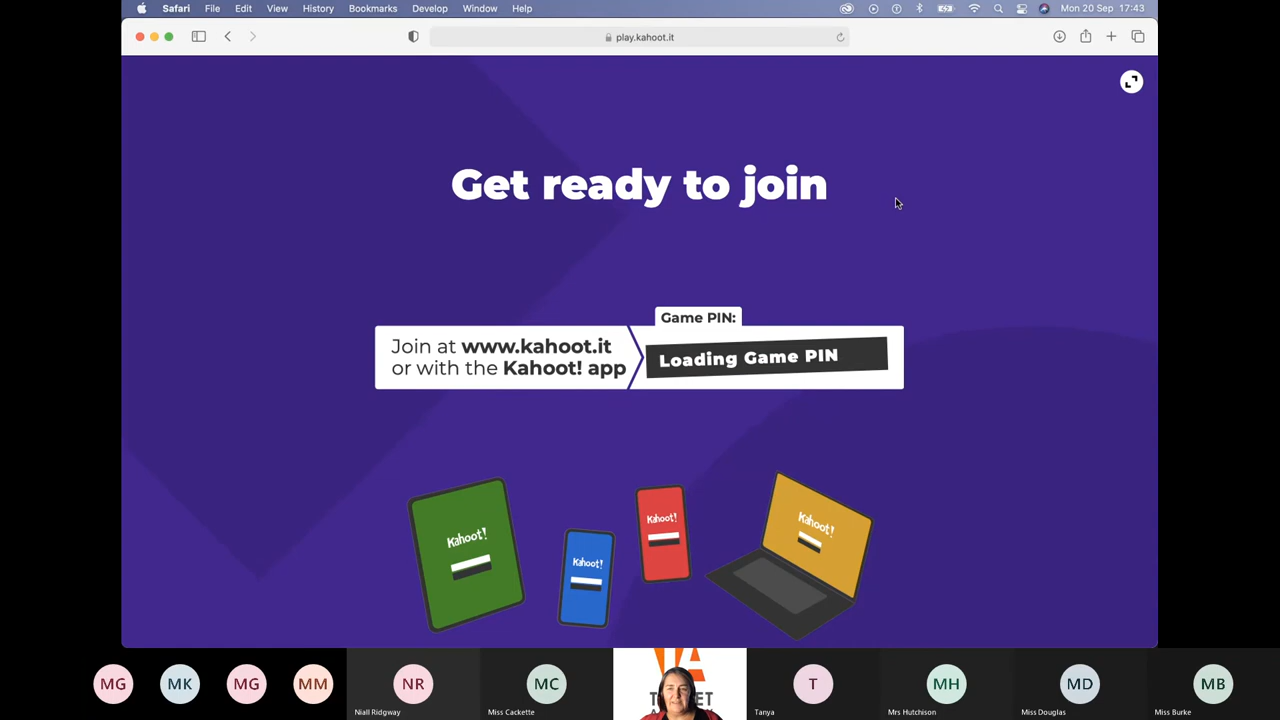 Safari File Edit View History Bookmarks Develop Window Help Mon 20 Sep 17:43
play.kahoot.it
Get ready to join
Game PIN:
Join at www.kahoot.it
or with the Kahoot! app
Loading Game PIN
Kahoot!
Kahoot!
Kahoot!
Kahoot!
MG MK MG MM NR MC T MH MD MB
Niall Ridgway Miss Cackette Tanya Mrs Hutchison Miss Douglas Miss Burke